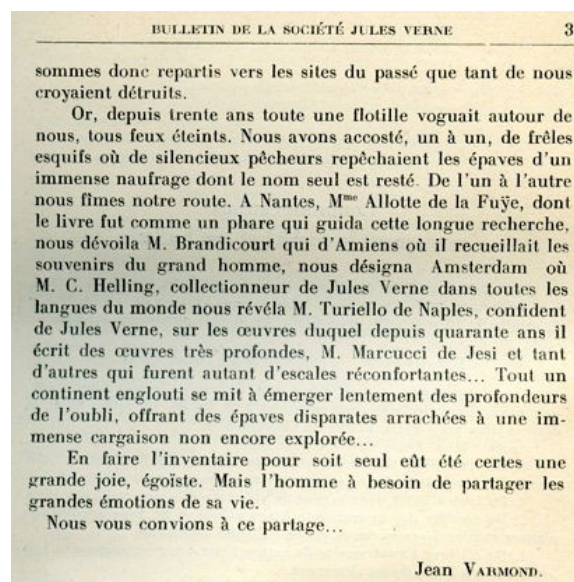 BULLETIN DE LA SOCIÉTÉ JULES VERNE 3
sommes donc repartis vers les sites du passé que tant de nous
croyaient détruits.
Or, depuis trente ans toute une flotille voguait autour de
nous, tous feux éteints. Nous avons accosté, un à un, de frêles
esquifs où de silencieux pêcheurs repêchaient les épaves d'un
immense naufrage dont le nom seul est resté. De l'un à l'autre
nous fîmes notre route. A Nantes, Mme Allotte de la Fuÿe, dont
le livre fut comme un phare qui guida cette longue recherche,
nous dévoila M. Brandicourt qui d'Amiens où il recueillait les
souvenirs du grand homme, nous désigna Amsterdam où
M. C. Helling, collectionneur de Jules Verne dans toutes les
langues du monde nous révéla M. Turiello de Naples, confident
de Jules Verne, sur les œuvres duquel depuis quarante ans il
écrit des œuvres très profondes, M. Marcucci de Jesi et tant
d'autres qui furent autant d'escales réconfortantes... Tout un
continent englouti se mit à émerger lentement des profondeurs
de l'oubli, offrant des épaves disparates arrachées à une im-
mense cargaison non encore explorée...
En faire l'inventaire pour soit seul eût été certes une
grande joie, égoïste. Mais l'homme à besoin de partager les
grandes émotions de sa vie.
Nous vous convions à ce partage...
Jean VARMOND.